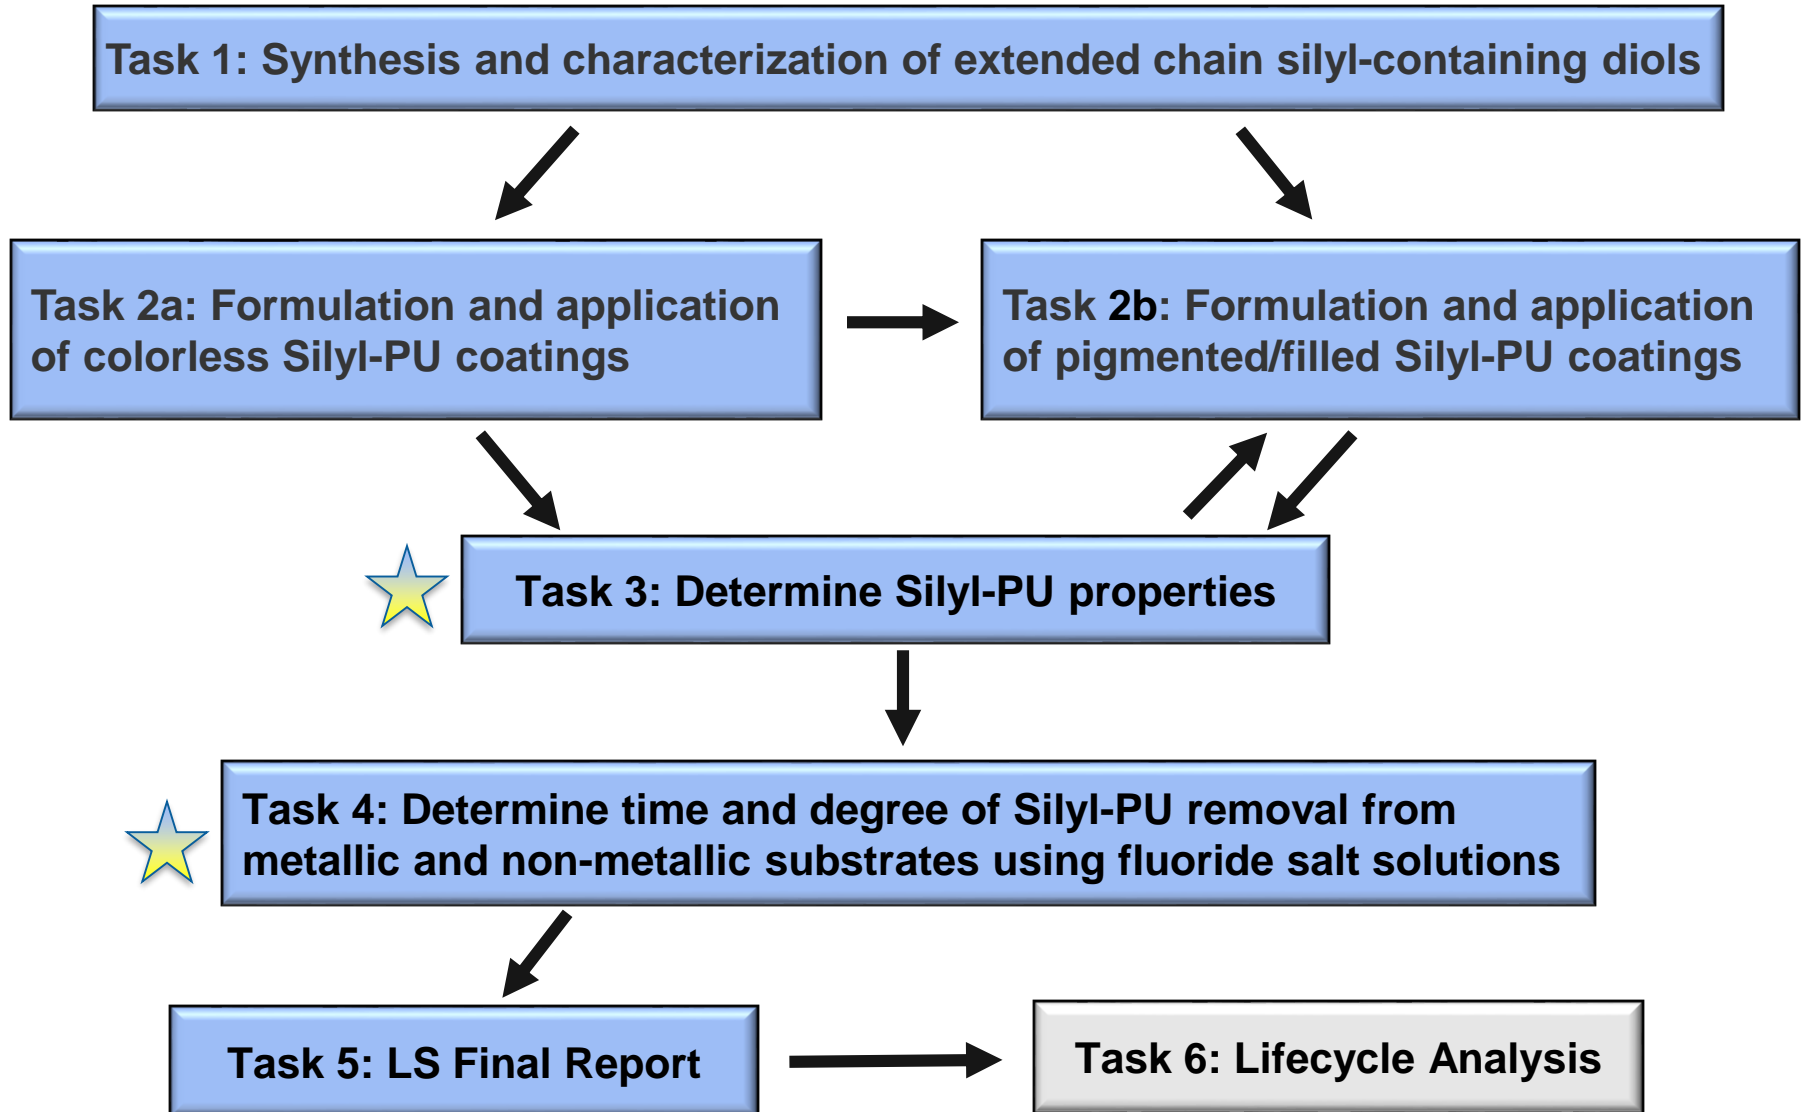 Task 1: Synthesis and characterization of extended chain silyl-containing diols
Task 2a: Formulation and application
of colorless Silyl-PU coatings
Task 2b: Formulation and application
of pigmented/filled Silyl-PU coatings
Task 3: Determine Silyl-PU properties
Task 4: Determine time and degree of Silyl-PU removal from
metallic and non-metallic substrates using fluoride salt solutions
Task 5: LS Final Report
Task 6: Lifecycle Analysis